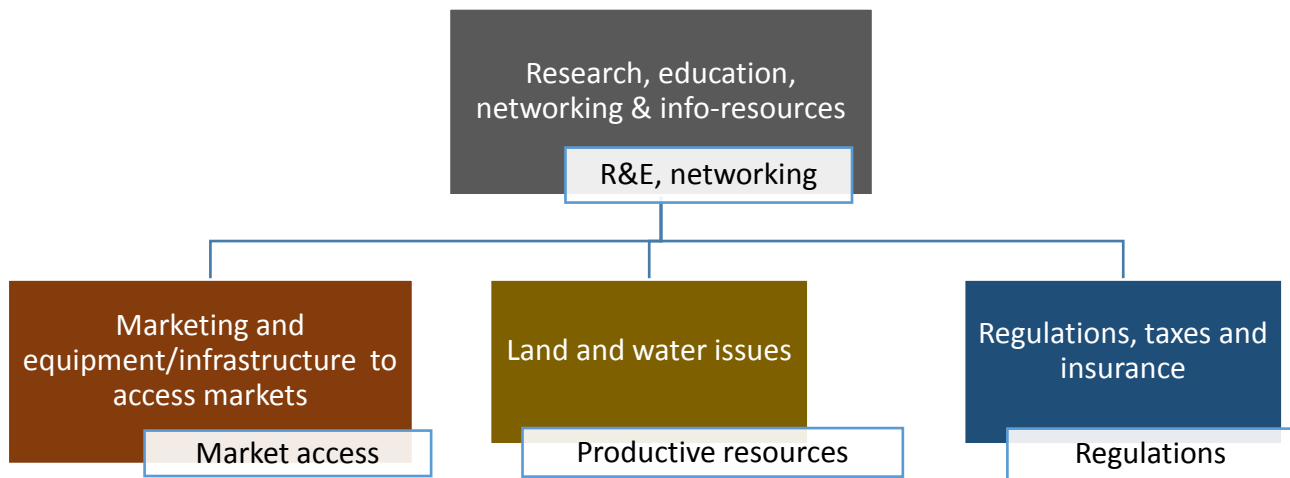 Research, education,
networking & info-resources
R&E, networking
Marketing and
equipment/infrastructure to
access markets
Market access
Land and water issues
Productive resources
Regulations, taxes and
insurance
Regulations